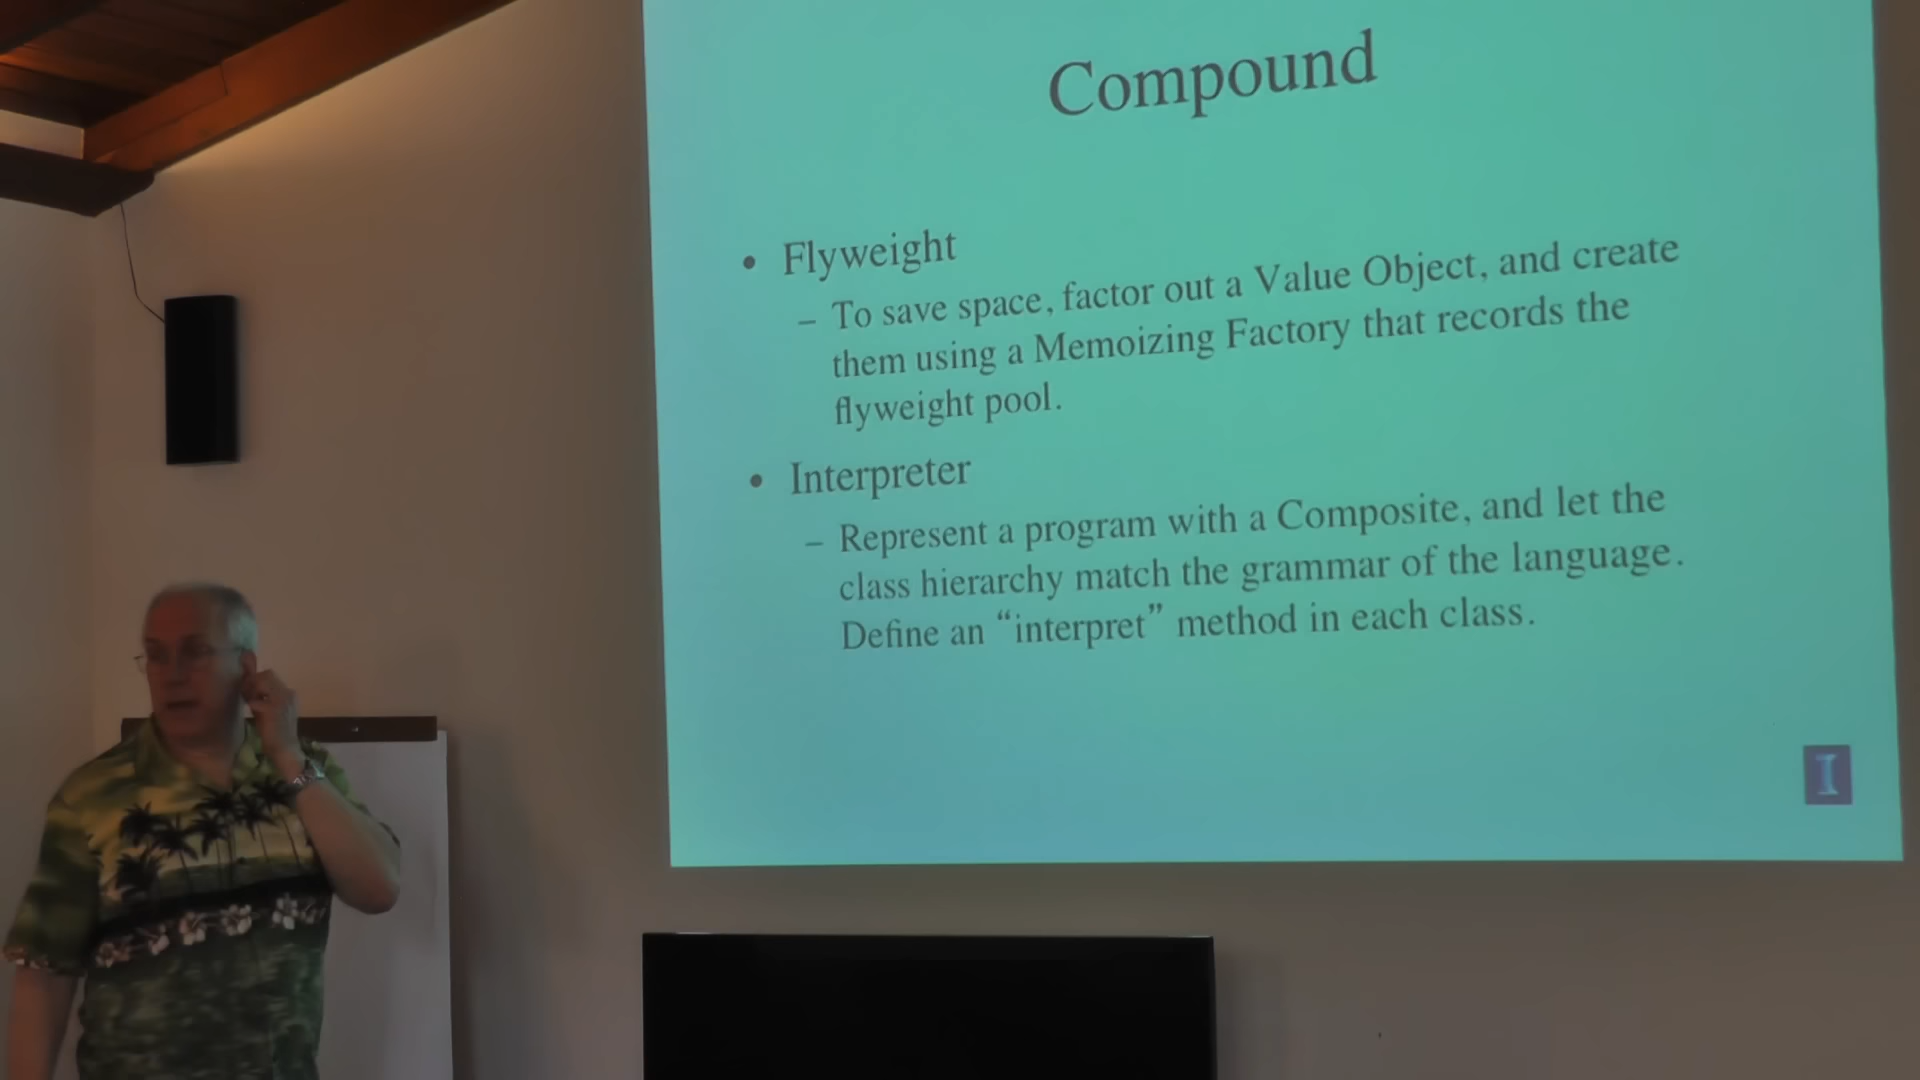 Compound
• Flyweight
– To save space, factor out a Value Object, and create
them using a Memoizing Factory that records the
flyweight pool.
• Interpreter
– Represent a program with a Composite, and let the
class hierarchy match the grammar of the language.
Define an “interpret” method in each class.
I